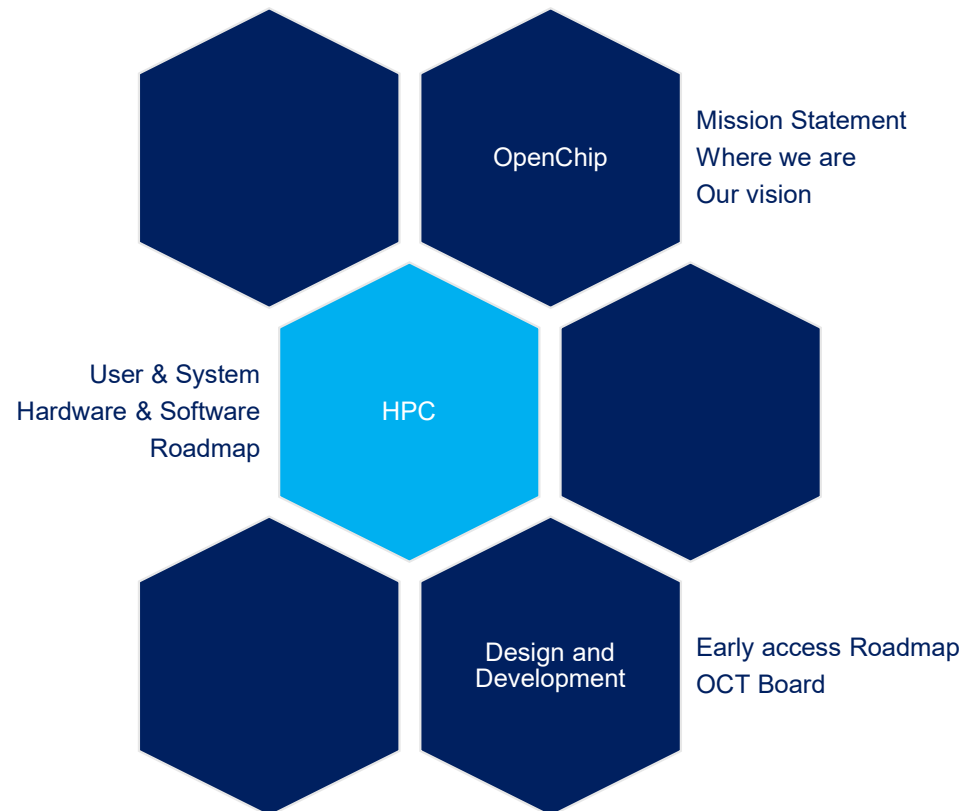 OpenChip
Mission Statement
Where we are
Our vision
User & System
Hardware & Software
Roadmap
HPC
Design and
Development
Early access Roadmap
OCT Board